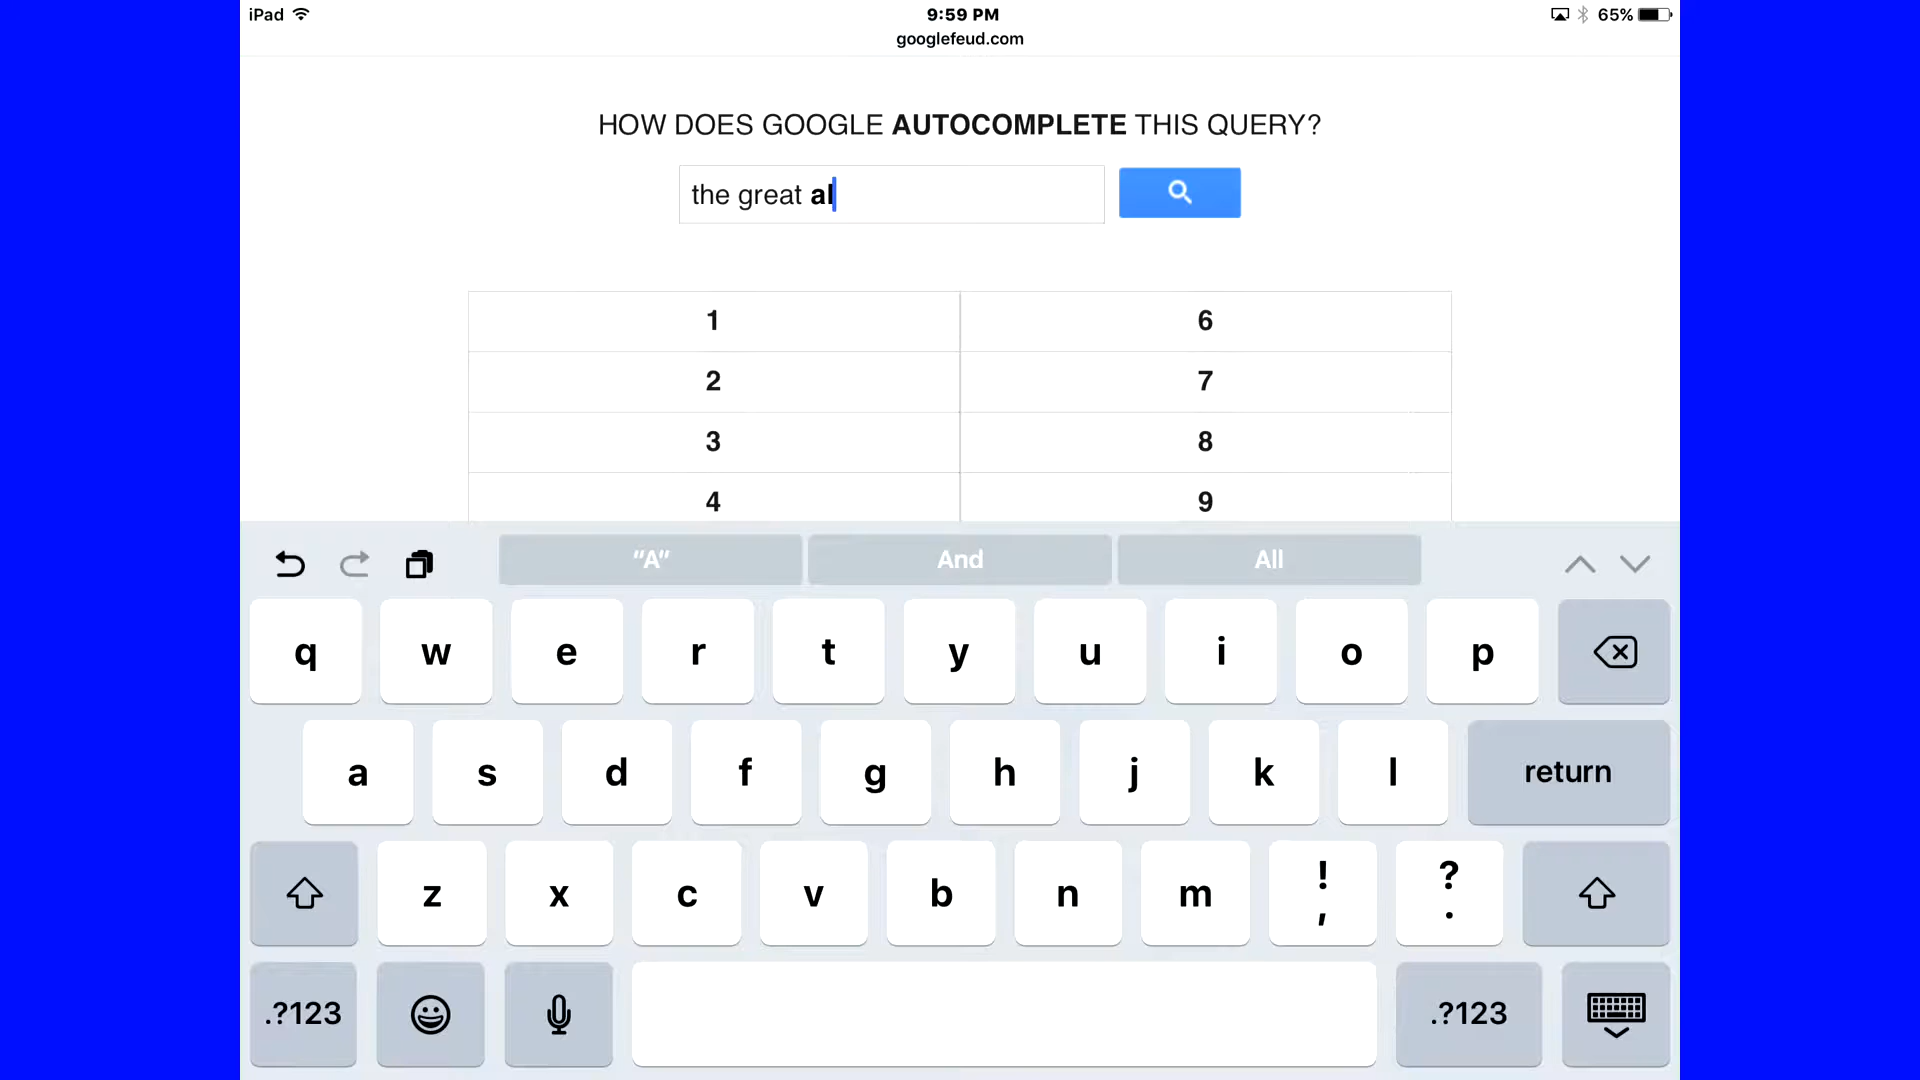 iPad 9:59 PM 65%
googlefeud.com
HOW DOES GOOGLE AUTOCOMPLETE THIS QUERY?
the great al
1 6
2 7
3 8
4 9
“A” And All
q w e r t y u i o p
a s d f g h j k l return
z x c v b n m ! , ? .
.?123 .?123